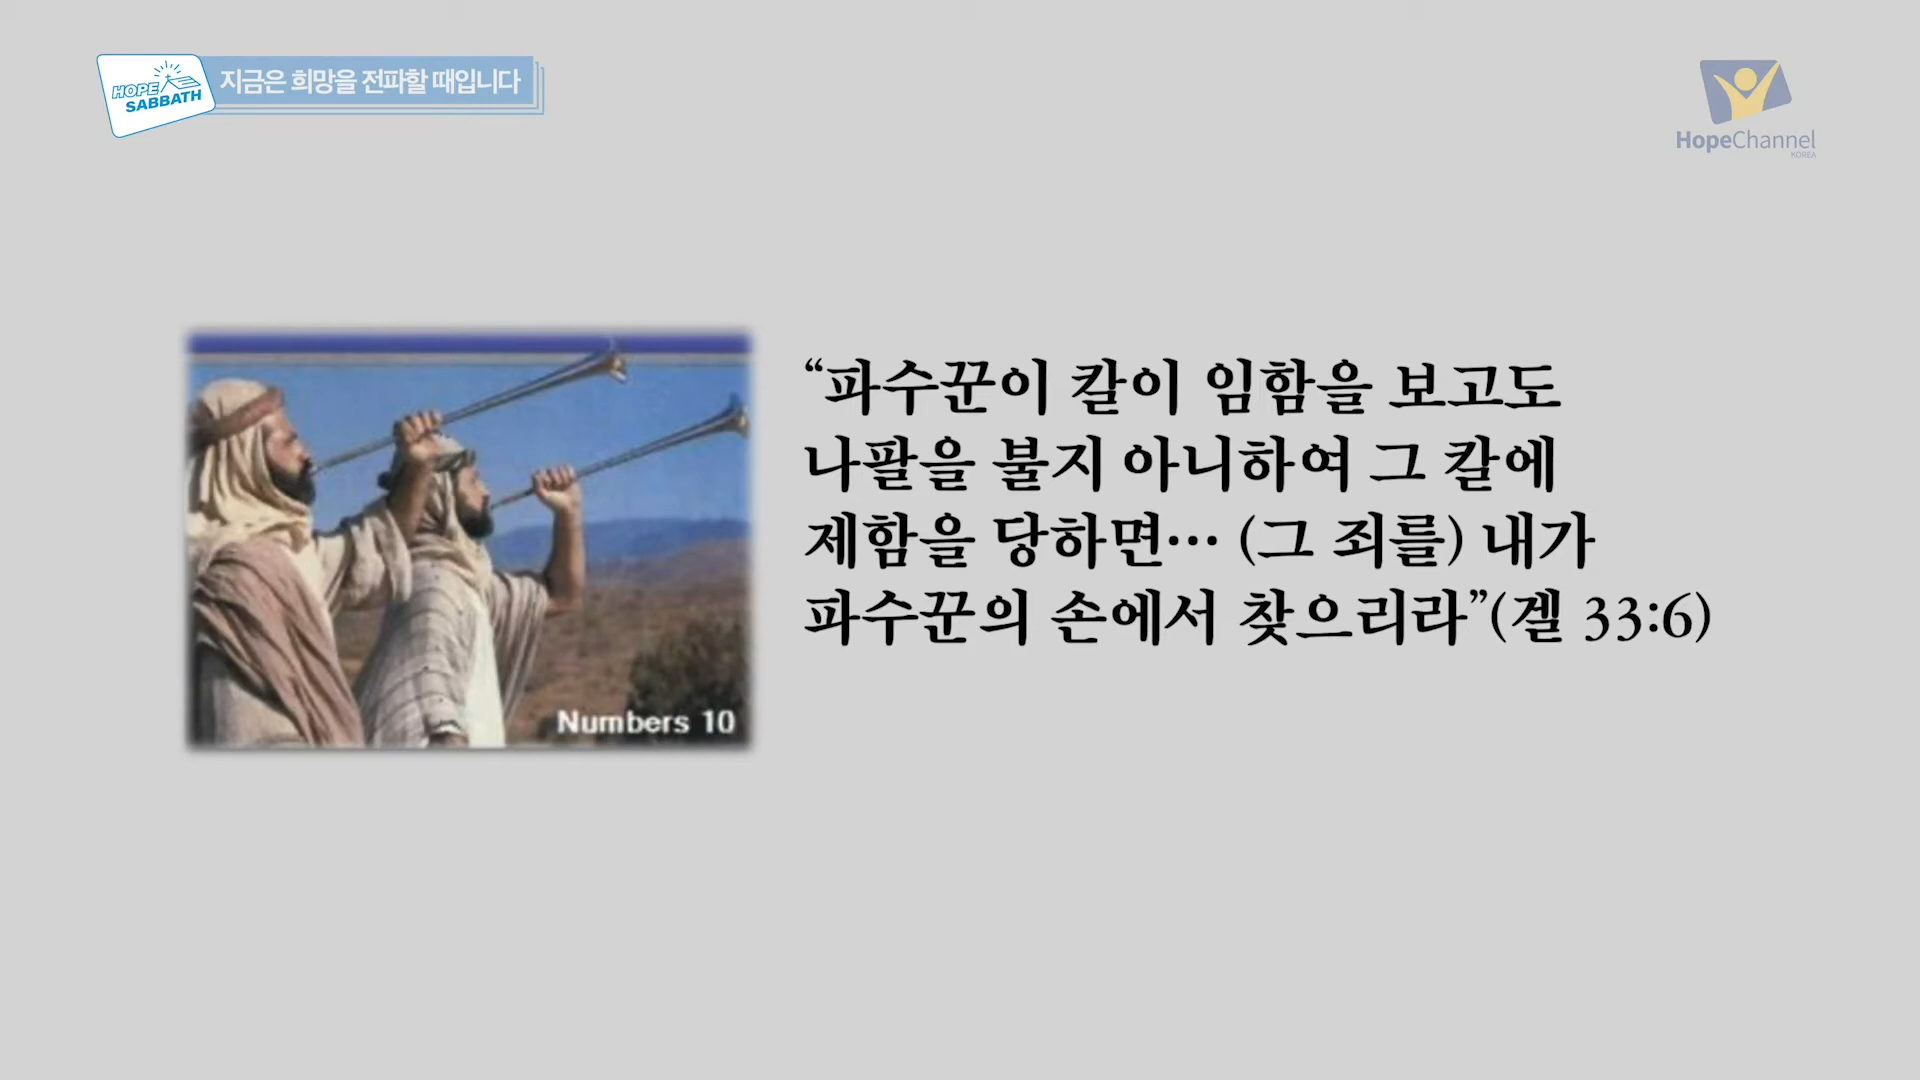 HOPE
SABBATH
지금은 희망을 전파할 때입니다
HopeChannel
KOREA
“파수꾼이 칼이 임함을 보고도
나팔을 불지 아니하여 그 칼에
제함을 당하면… (그 죄를) 내가
파수꾼의 손에서 찾으리라”(겔 33:6)
Numbers 10